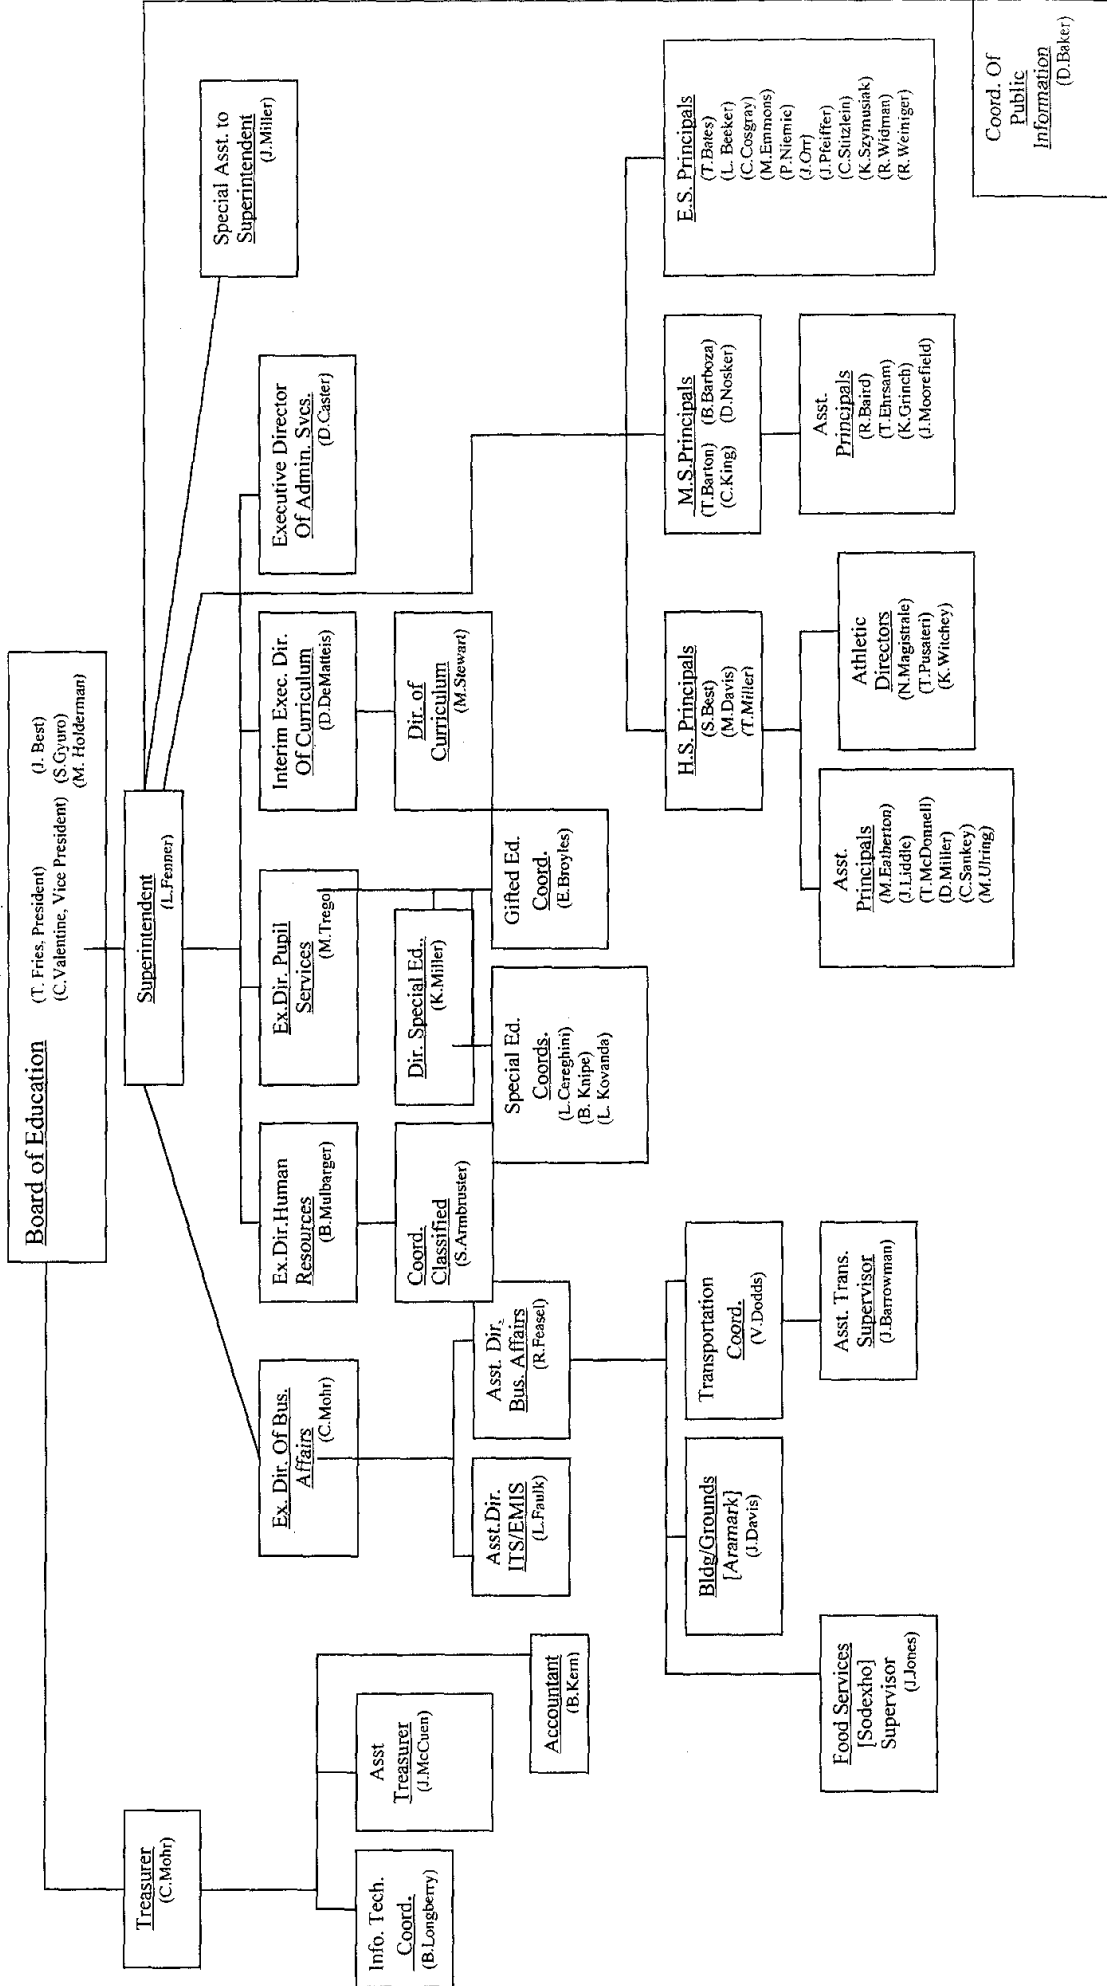 Board of Education
(T. Fries, President) (J. Best)
(C.Valentine, Vice President) (S.Gyuro)
(M. Holderman)
Treasurer
(C.Mohr)
Superintendent
(L.Fenner)
Special Asst. to
Superintendent
(J.Miller)
Ex. Dir. Of Bus.
Affairs
(C.Mohr)
Ex.Dir.Human
Resources
(B.Mulbarger)
Ex.Dir. Pupil
Services
(M.Trego)
Interim Exec. Dir.
Of Curriculum
(D.DeMatteis)
Executive Director
Of Admin. Svcs.
(D.Caster)
Info. Tech.
Coord.
(B.Longberry)
Asst
Treasurer
(J.McCuen)
Accountant
(B.Kern)
Asst.Dir.
ITS/EMIS
(L.Faulk)
Asst. Dir.
Bus. Affairs
(R.Feasel)
Coord.
Classified
(S.Armbruster)
Dir. Special Ed.
(K.Miller)
Dir. of
Curriculum
(M.Stewart)
Special Ed.
Coords.
(L.Cereghini)
(B. Knipe)
(L. Kovanda)
Gifted Ed.
Coord.
(E.Broyles)
H.S. Principals
(S.Best)
(M.Davis)
(T.Miller)
M.S.Principals
(T.Barton) (B.Barboza)
(C.King) (D.Nosker)
E.S. Principals
(T.Bates)
(L. Beeker)
(C.Cosgray)
(M.Emmons)
(P.Niemie)
(J.Orr)
(J.Pfeiffer)
(C.Stitzlein)
(K.Szymusiak)
(R.Widman)
(R.Weiniger)
Food Services
[Sodexho]
Supervisor
(J.Jones)
Bldg/Grounds
[Aramark]
(J.Davis)
Transportation
Coord.
(V.Dodds)
Asst. Trans.
Supervisor
(J.Barrowman)
Asst.
Principals
(M.Eatherton)
(J.Liddle)
(T.McDonnell)
(D.Miller)
(C.Sankey)
(M.Ulring)
Athletic
Directors
(N.Magistrale)
(T.Pusateri)
(K.Witchey)
Asst.
Principals
(R.Baird)
(T.Ehrsam)
(K.Grinch)
(J.Moorefield)
Coord. Of
Public
Information
(D.Baker)